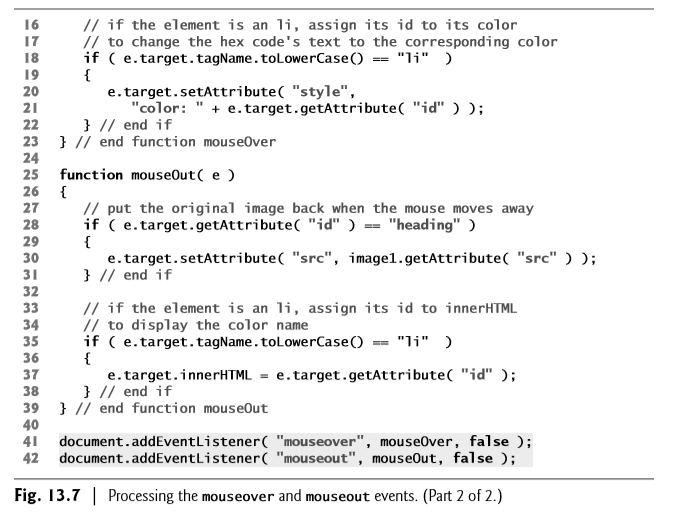 16 // if the element is an li, assign its id to its color
17 // to change the hex code's text to the corresponding color
18 if ( e.target.tagName.toLowerCase() == "li" )
19 {
20 e.target.setAttribute( "style",
21 "color: " + e.target.getAttribute( "id" ) );
22 } // end if
23 } // end function mouseOver
24
25 function mouseOut( e )
26 {
27 // put the original image back when the mouse moves away
28 if ( e.target.getAttribute( "id" ) == "heading" )
29 {
30 e.target.setAttribute( "src", image1.getAttribute( "src" ) );
31 } // end if
32
33 // if the element is an li, assign its id to innerHTML
34 // to display the color name
35 if ( e.target.tagName.toLowerCase() == "li" )
36 {
37 e.target.innerHTML = e.target.getAttribute( "id" );
38 } // end if
39 } // end function mouseOut
40
41 document.addEventListener( "mouseover", mouseOver, false );
42 document.addEventListener( "mouseout", mouseOut, false );
Fig. 13.7 | Processing the mouseover and mouseout events. (Part 2 of 2.)